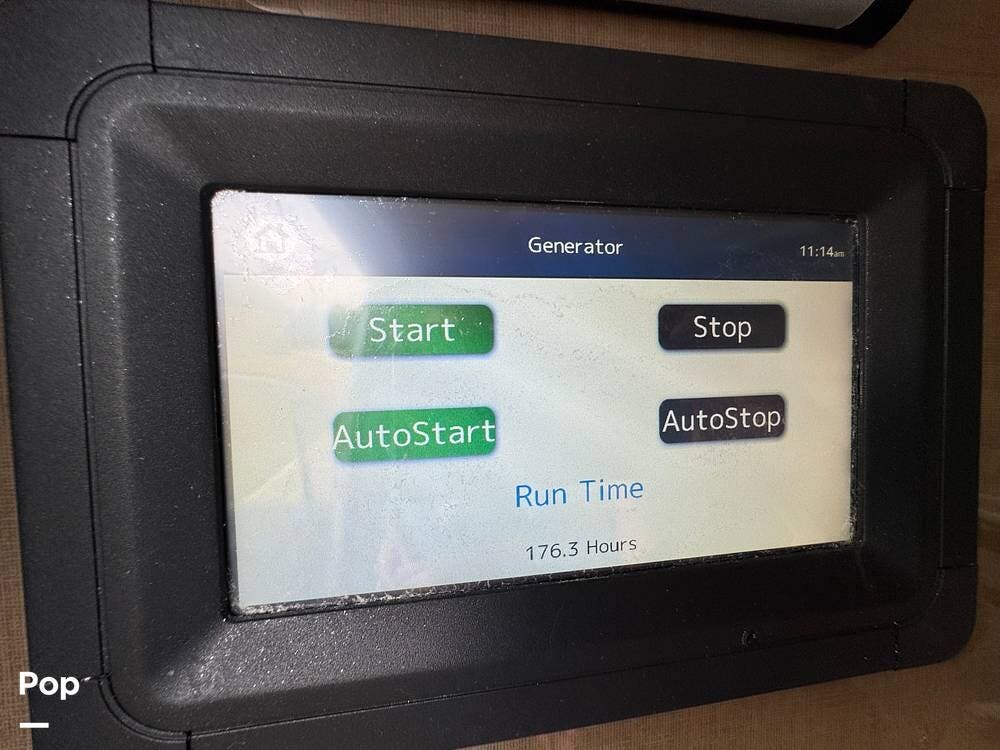 Generator
11:14am
Start
Stop
AutoStart
AutoStop
Run Time
176.3 Hours
Pop